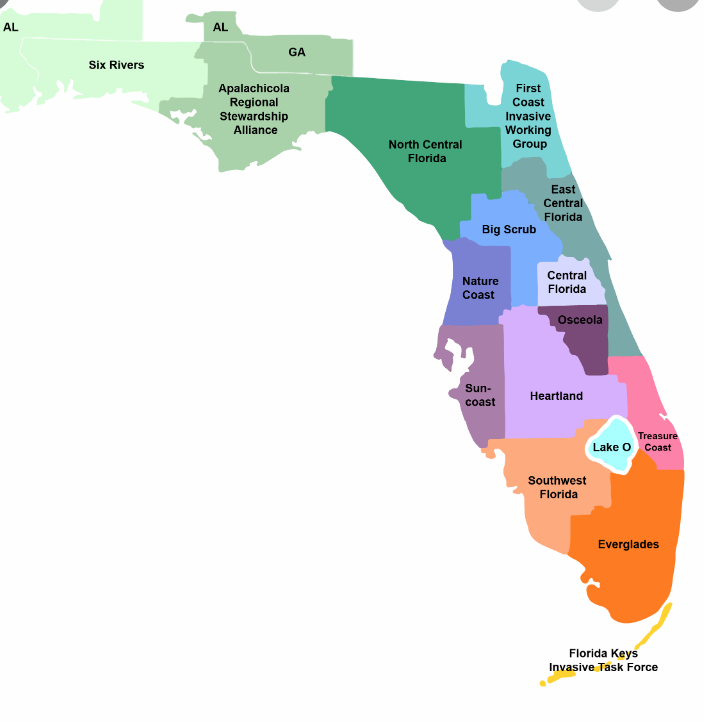 AL
AL
Six Rivers
GA
Apalachicola
Regional
Stewardship
Alliance
First
Coast
Invasive
Working
Group
North Central
Florida
East
Central
Florida
Big Scrub
Nature
Coast
Central
Florida
Osceola
Sun-
coast
Heartland
Treasure
Coast
Lake O
Southwest
Florida
Everglades
Florida Keys
Invasive Task Force